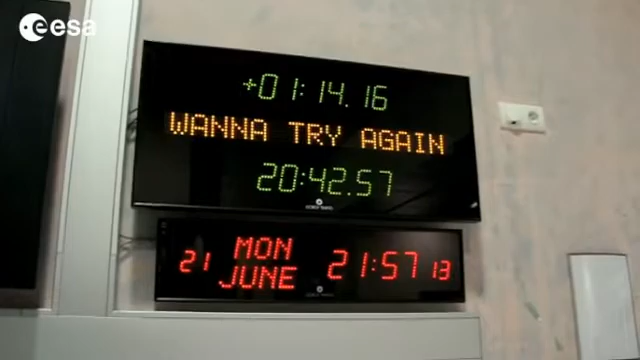 esa
+01:14.16
WANNA TRY AGAIN
20:42.57
21 MON JUNE 21:57 13